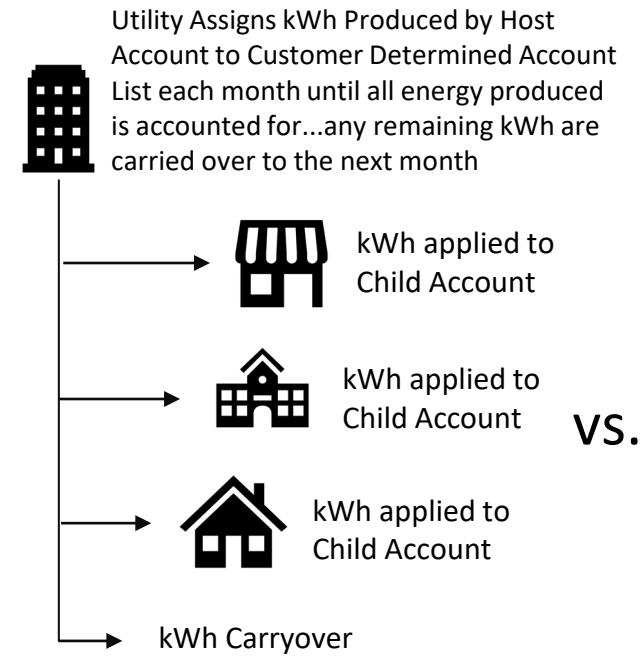 Utility Assigns kWh Produced by Host
Account to Customer Determined Account
List each month until all energy produced
is accounted for...any remaining kWh are
carried over to the next month
kWh applied to
Child Account
kWh applied to
Child Account
vs.
kWh applied to
Child Account
kWh Carryover